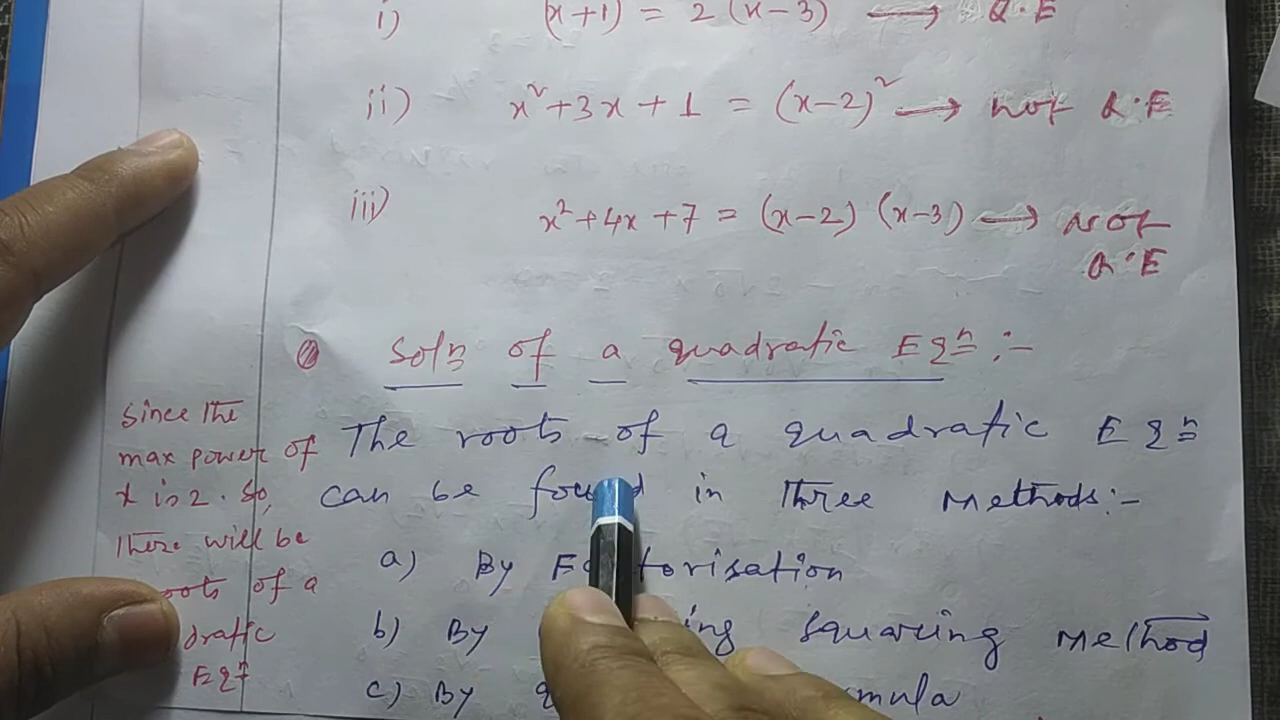 i) (x+1) = 2 (x-3) ⟶ Q.E
ii) x²+3x+1 = (x-2)² ⟶ not Q.E
iii) x²+4x+7 = (x-2) (x-3) ⟶ Not
Q.E
Solⁿ of a quadratic Eqⁿ :-
The roots of a quadratic Eqⁿ
can be found in three Methods:-
a) By Factorisation
b) By squaring Method
c) By
Since the
max power of
x is 2. So,
There will be
roots of a
Eqⁿ